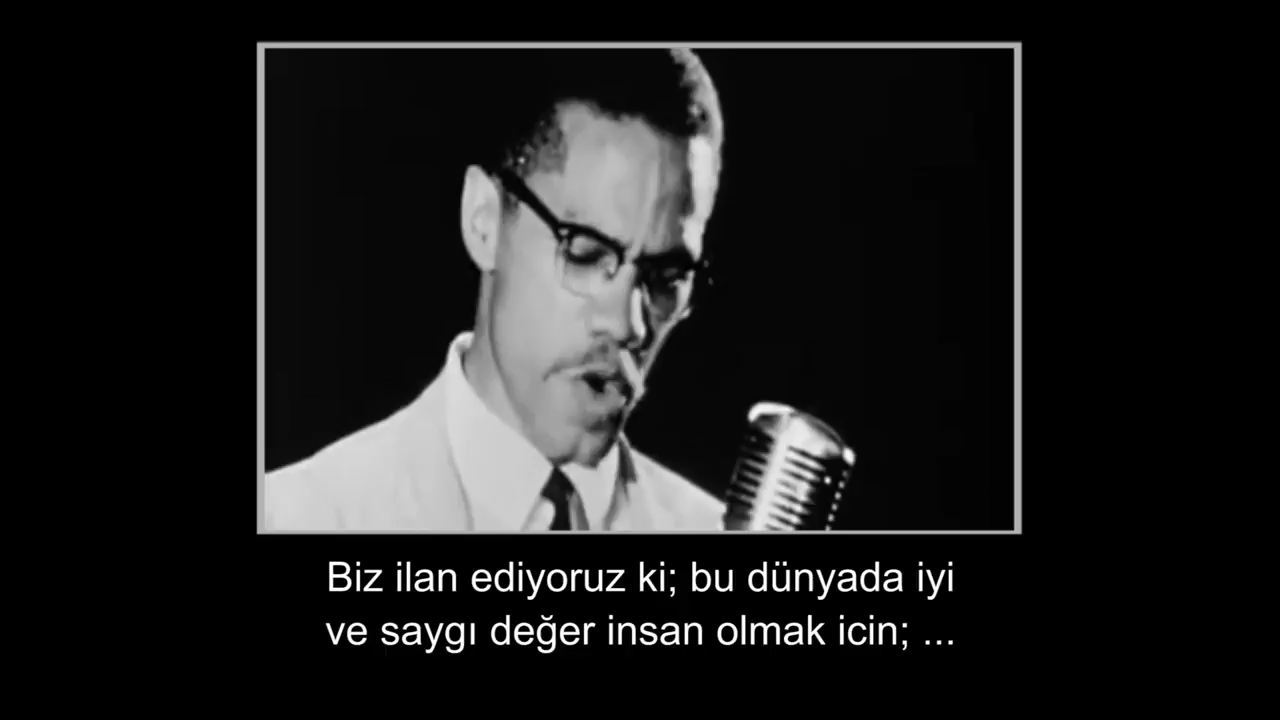 Biz ilan ediyoruz ki; bu dünyada iyi
ve saygı değer insan olmak icin; ...